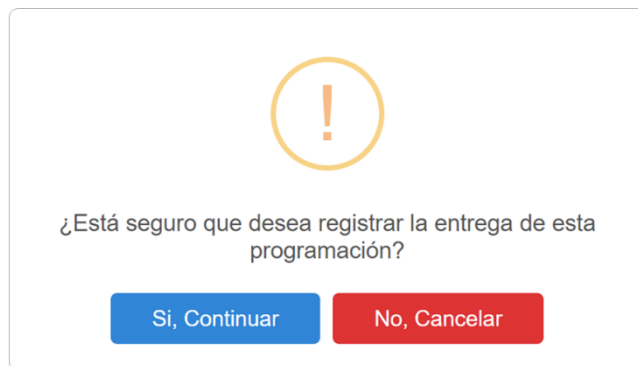 ¿Está seguro que desea registrar la entrega de esta
programación?
Si, Continuar
No, Cancelar